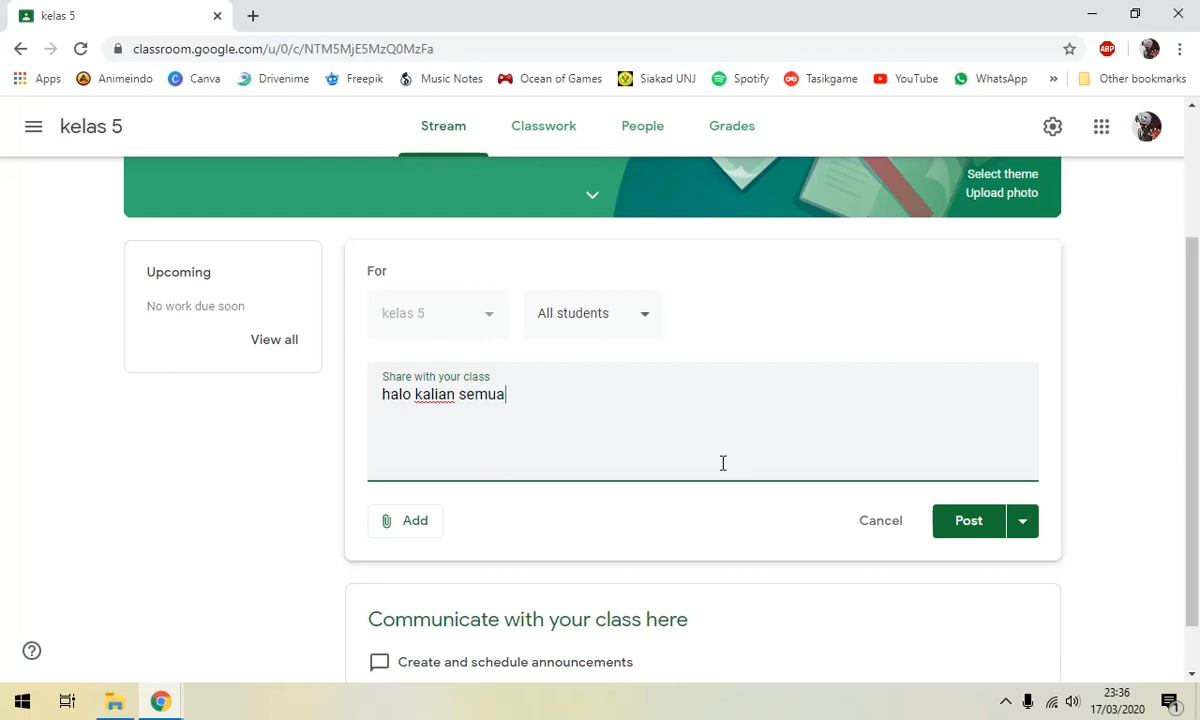 kelas 5
classroom.google.com/u/0/c/NTM5MjE5MzQ0MzFa
ABP
Apps
Animeindo
Canva
Drivenime
Freepik
Music Notes
Ocean of Games
Siakad UNJ
Spotify
Tasikgame
YouTube
WhatsApp
»
Other bookmarks
kelas 5
Stream
Classwork
People
Grades
Select theme
Upload photo
Upcoming
No work due soon
View all
For
kelas 5
All students
Share with your class
halo kalian semua
Add
Cancel
Post
Communicate with your class here
Create and schedule announcements
23:36
17/03/2020
1